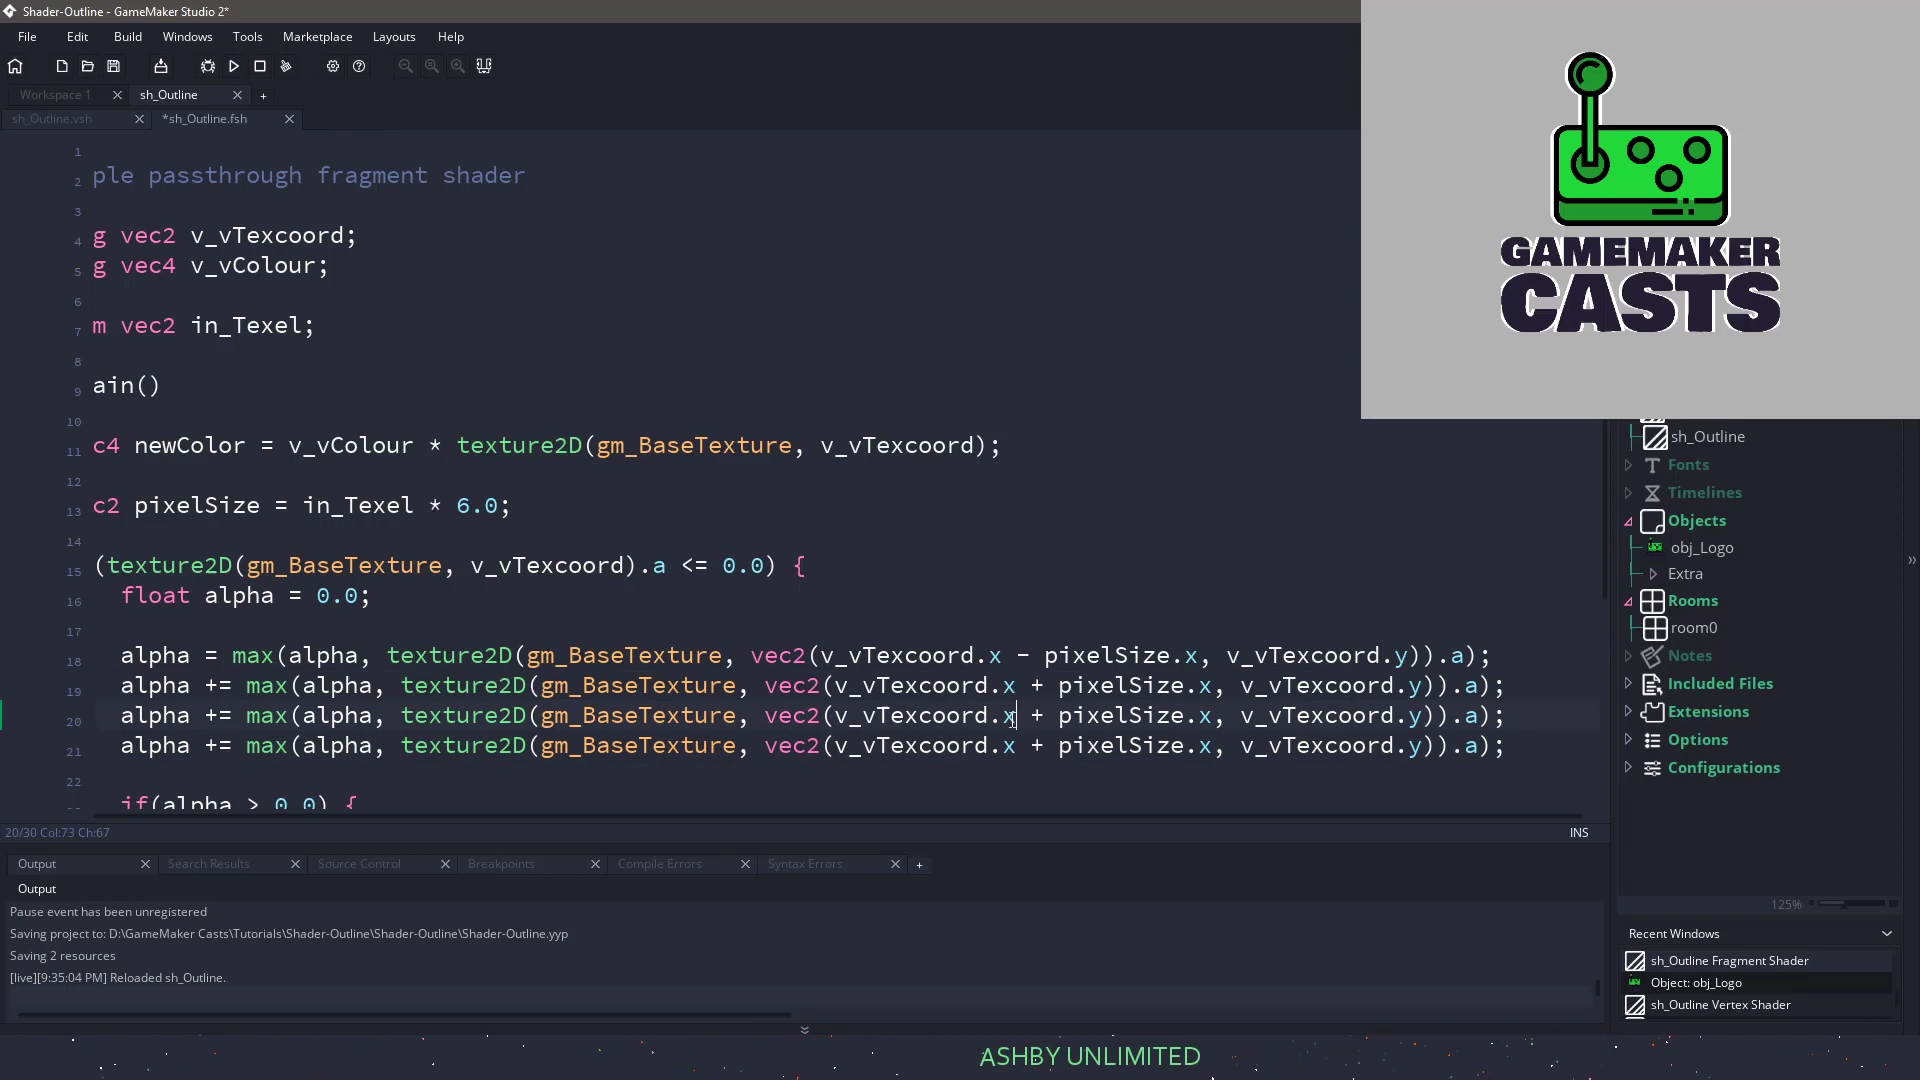 Shader-Outline - GameMaker Studio 2*
File Edit Build Windows Tools Marketplace Layouts Help
Workspace 1 sh_Outline +
sh_Outline.vsh *sh_Outline.fsh
1
2 ple passthrough fragment shader
3
4 g vec2 v_vTexcoord;
5 g vec4 v_vColour;
6
7 m vec2 in_Texel;
8
9 ain()
10
11 c4 newColor = v_vColour * texture2D(gm_BaseTexture, v_vTexcoord);
12
13 c2 pixelSize = in_Texel * 6.0;
14
15 (texture2D(gm_BaseTexture, v_vTexcoord).a <= 0.0) {
16 float alpha = 0.0;
17
18 alpha = max(alpha, texture2D(gm_BaseTexture, vec2(v_vTexcoord.x - pixelSize.x, v_vTexcoord.y)).a);
19 alpha += max(alpha, texture2D(gm_BaseTexture, vec2(v_vTexcoord.x + pixelSize.x, v_vTexcoord.y)).a);
20 alpha += max(alpha, texture2D(gm_BaseTexture, vec2(v_vTexcoord.x + pixelSize.x, v_vTexcoord.y)).a);
21 alpha += max(alpha, texture2D(gm_BaseTexture, vec2(v_vTexcoord.x + pixelSize.x, v_vTexcoord.y)).a);
22
if(alpha > 0.0) {
20/30 Col:73 Ch:67 INS
GAMEMAKER
CASTS
sh_Outline
Fonts
Timelines
Objects
obj_Logo
Extra
Rooms
room0
Notes
Included Files
Extensions
Options
Configurations
125%
Recent Windows
sh_Outline Fragment Shader
Object: obj_Logo
sh_Outline Vertex Shader
Output Search Results Source Control Breakpoints Compile Errors Syntax Errors +
Output
Pause event has been unregistered
Saving project to: D:\GameMaker Casts\Tutorials\Shader-Outline\Shader-Outline\Shader-Outline.yyp
Saving 2 resources
[live][9:35:04 PM] Reloaded sh_Outline.
ASHBY UNLIMITED